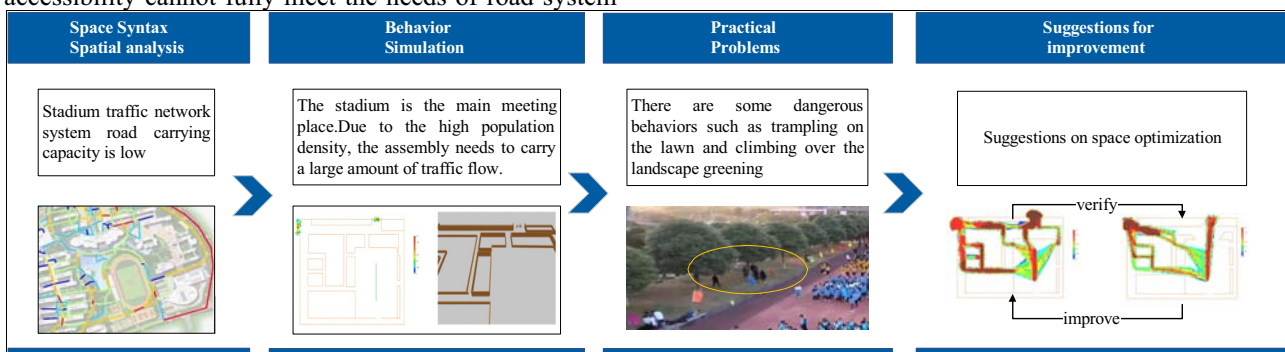 accessibility cannot fully meet the needs of road system
Space Syntax
Spatial analysis
Behavior
Simulation
Practical
Problems
Suggestions for
improvement
Stadium traffic network
system road carrying
capacity is low
The stadium is the main meeting
place.Due to the high population
density, the assembly needs to carry
a large amount of traffic flow.
There are some dangerous
behaviors such as trampling on
the lawn and climbing over the
landscape greening
Suggestions on space optimization
verify
improve